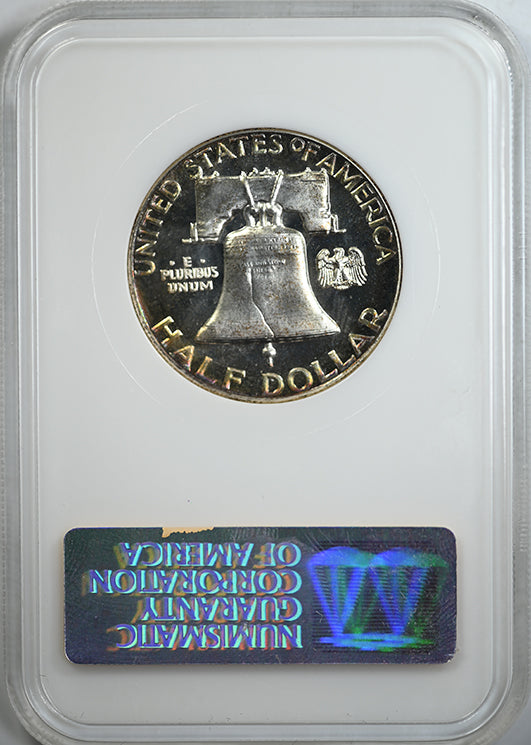 UNITED STATES OF AMERICA
· E ·
PLURIBUS
UNUM
HALF DOLLAR
NUMISMATIC
GUARANTY
CORPORATION
OF AMERICA